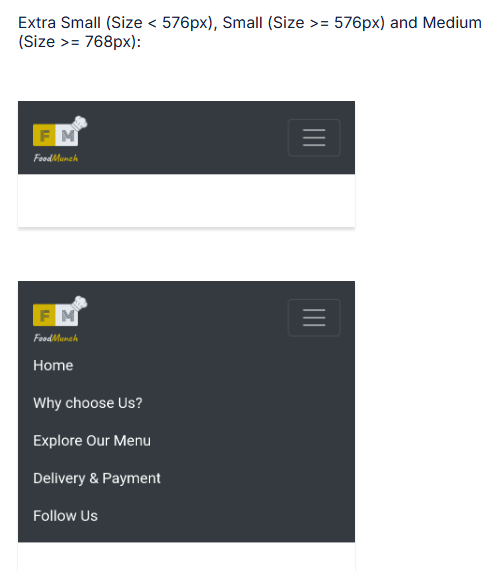 Extra Small (Size < 576px), Small (Size >= 576px) and Medium
(Size >= 768px):
F M
FoodMunch
F M
FoodMunch
Home
Why choose Us?
Explore Our Menu
Delivery & Payment
Follow Us